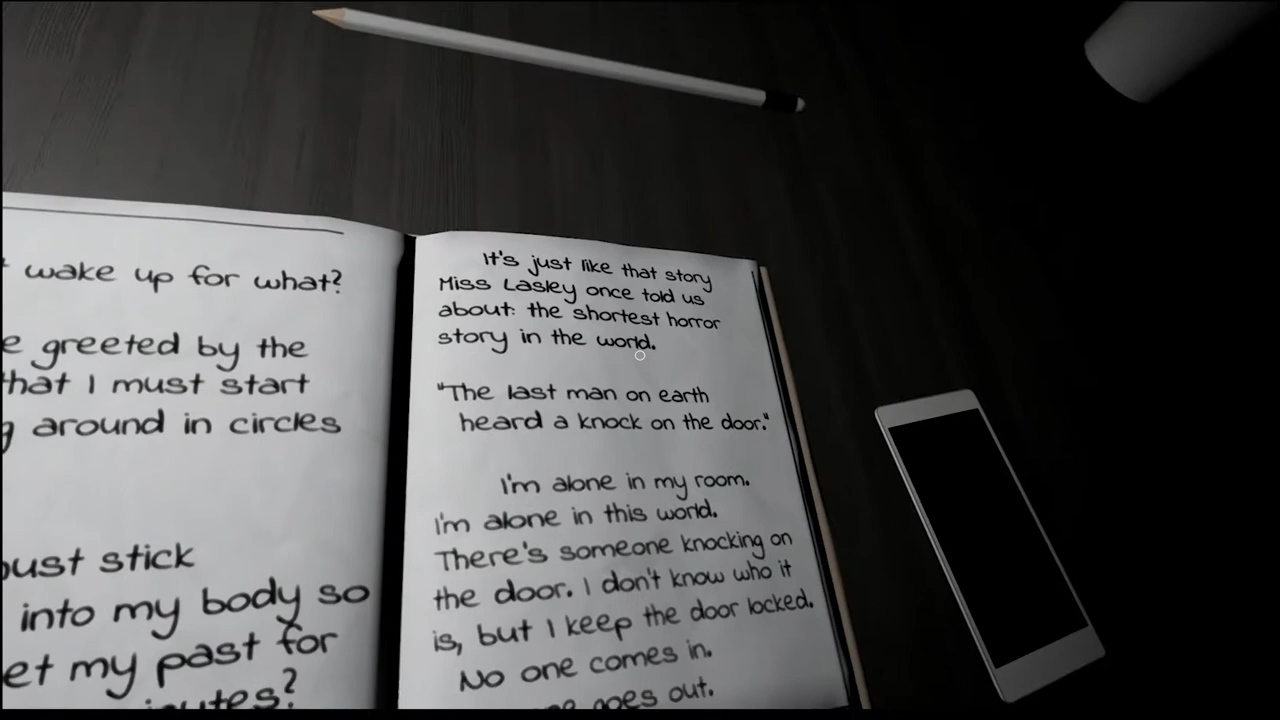 wake up for what?
greeted by the
that I must start
around in circles
stick
into my body so
my past for
It's just like that story
Miss Lasley once told us
about: the shortest horror
story in the world.
"The last man on earth
heard a knock on the door."
I'm alone in my room.
I'm alone in this world.
There's someone knocking on
the door. I don't know who it
is, but I keep the door locked.
No one comes in.
goes out.